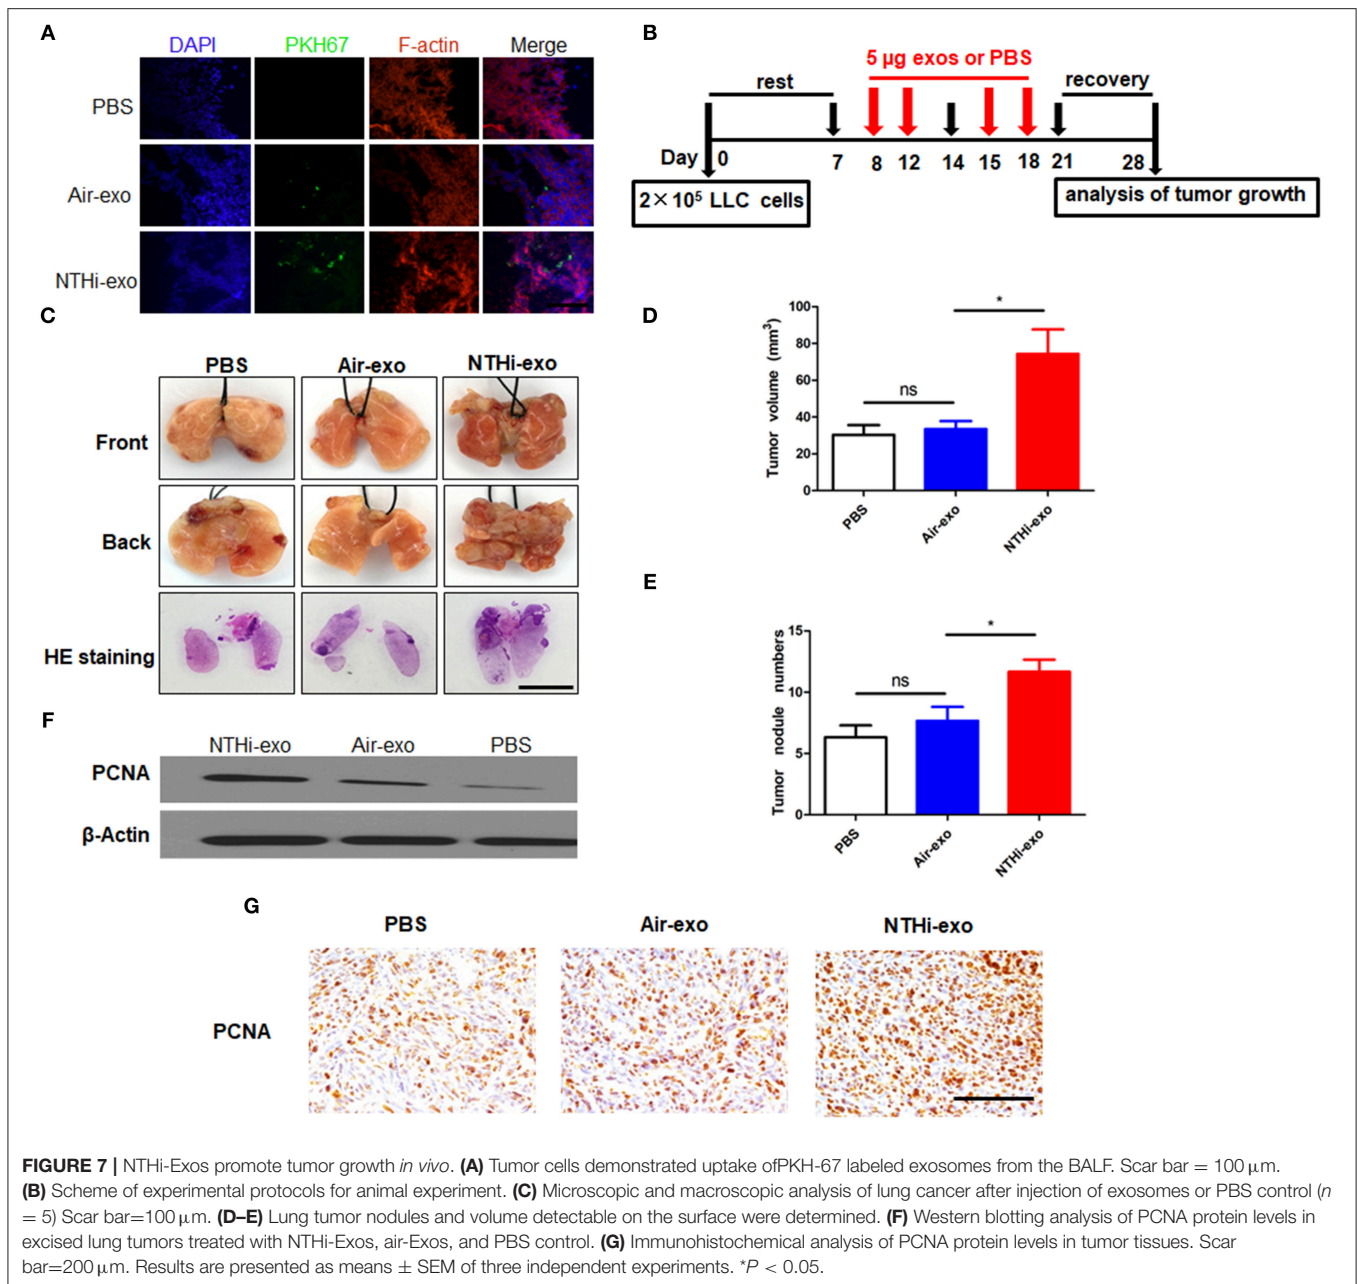 A
DAPI PKH67 F-actin Merge
PBS
Air-exo
NTHi-exo
B
5 µg exos or PBS
rest
recovery
Day 0 7 8 12 14 15 18 21 28
2×10⁵ LLC cells
analysis of tumor growth
C
PBS Air-exo NTHi-exo
Front
Back
HE staining
D
Tumor volume (mm³)
100
80
60
40
20
0
ns
*
PBS Air-exo NTHi-exo
E
Tumor nodule numbers
15
10
5
0
ns
*
PBS Air-exo NTHi-exo
F
NTHi-exo Air-exo PBS
PCNA
β-Actin
G
PBS Air-exo NTHi-exo
PCNA
FIGURE 7 | NTHi-Exos promote tumor growth in vivo. (A) Tumor cells demonstrated uptake ofPKH-67 labeled exosomes from the BALF. Scar bar = 100 µm.
(B) Scheme of experimental protocols for animal experiment. (C) Microscopic and macroscopic analysis of lung cancer after injection of exosomes or PBS control (n
= 5) Scar bar=100 µm. (D–E) Lung tumor nodules and volume detectable on the surface were determined. (F) Western blotting analysis of PCNA protein levels in
excised lung tumors treated with NTHi-Exos, air-Exos, and PBS control. (G) Immunohistochemical analysis of PCNA protein levels in tumor tissues. Scar
bar=200 µm. Results are presented as means ± SEM of three independent experiments. *P < 0.05.